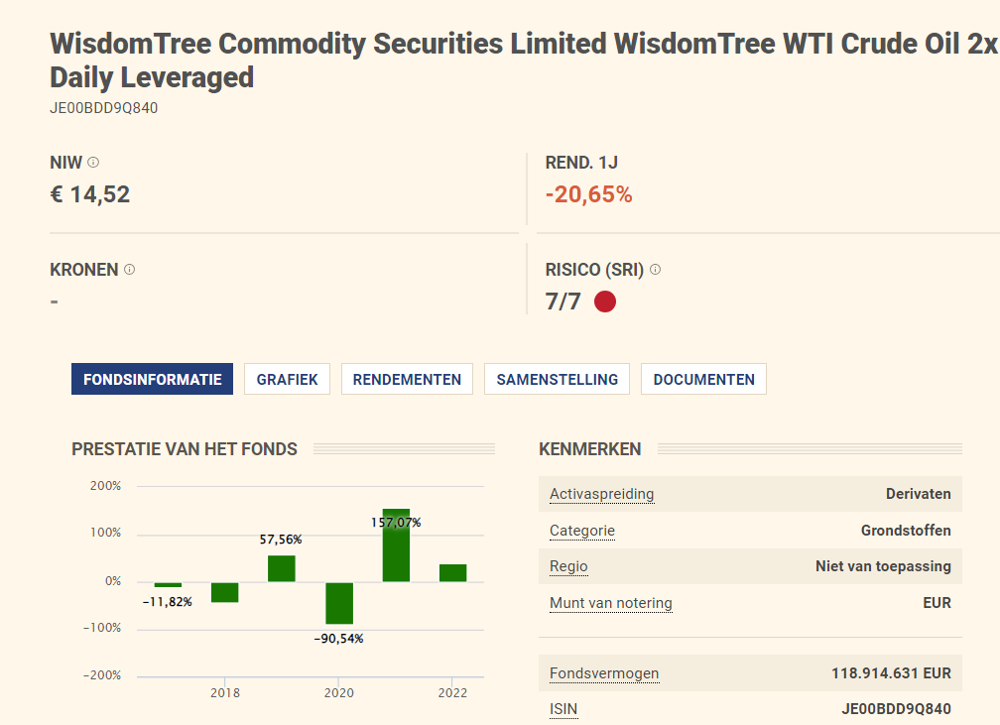 WisdomTree Commodity Securities Limited WisdomTree WTI Crude Oil 2x
Daily Leveraged
JE00BDD9Q840
NIW
€ 14,52
REND. 1J
-20,65%
KRONEN
-
RISICO (SRI)
7/7
FONDSINFORMATIE
GRAFIEK
RENDEMENTEN
SAMENSTELLING
DOCUMENTEN
PRESTATIE VAN HET FONDS
200%
100%
0%
−100%
−200%
−11,82%
57,56%
−90,54%
157,07%
2018
2020
2022
KENMERKEN
Activaspreiding Derivaten
Categorie Grondstoffen
Regio Niet van toepassing
Munt van notering EUR
Fondsvermogen 118.914.631 EUR
ISIN JE00BDD9Q840